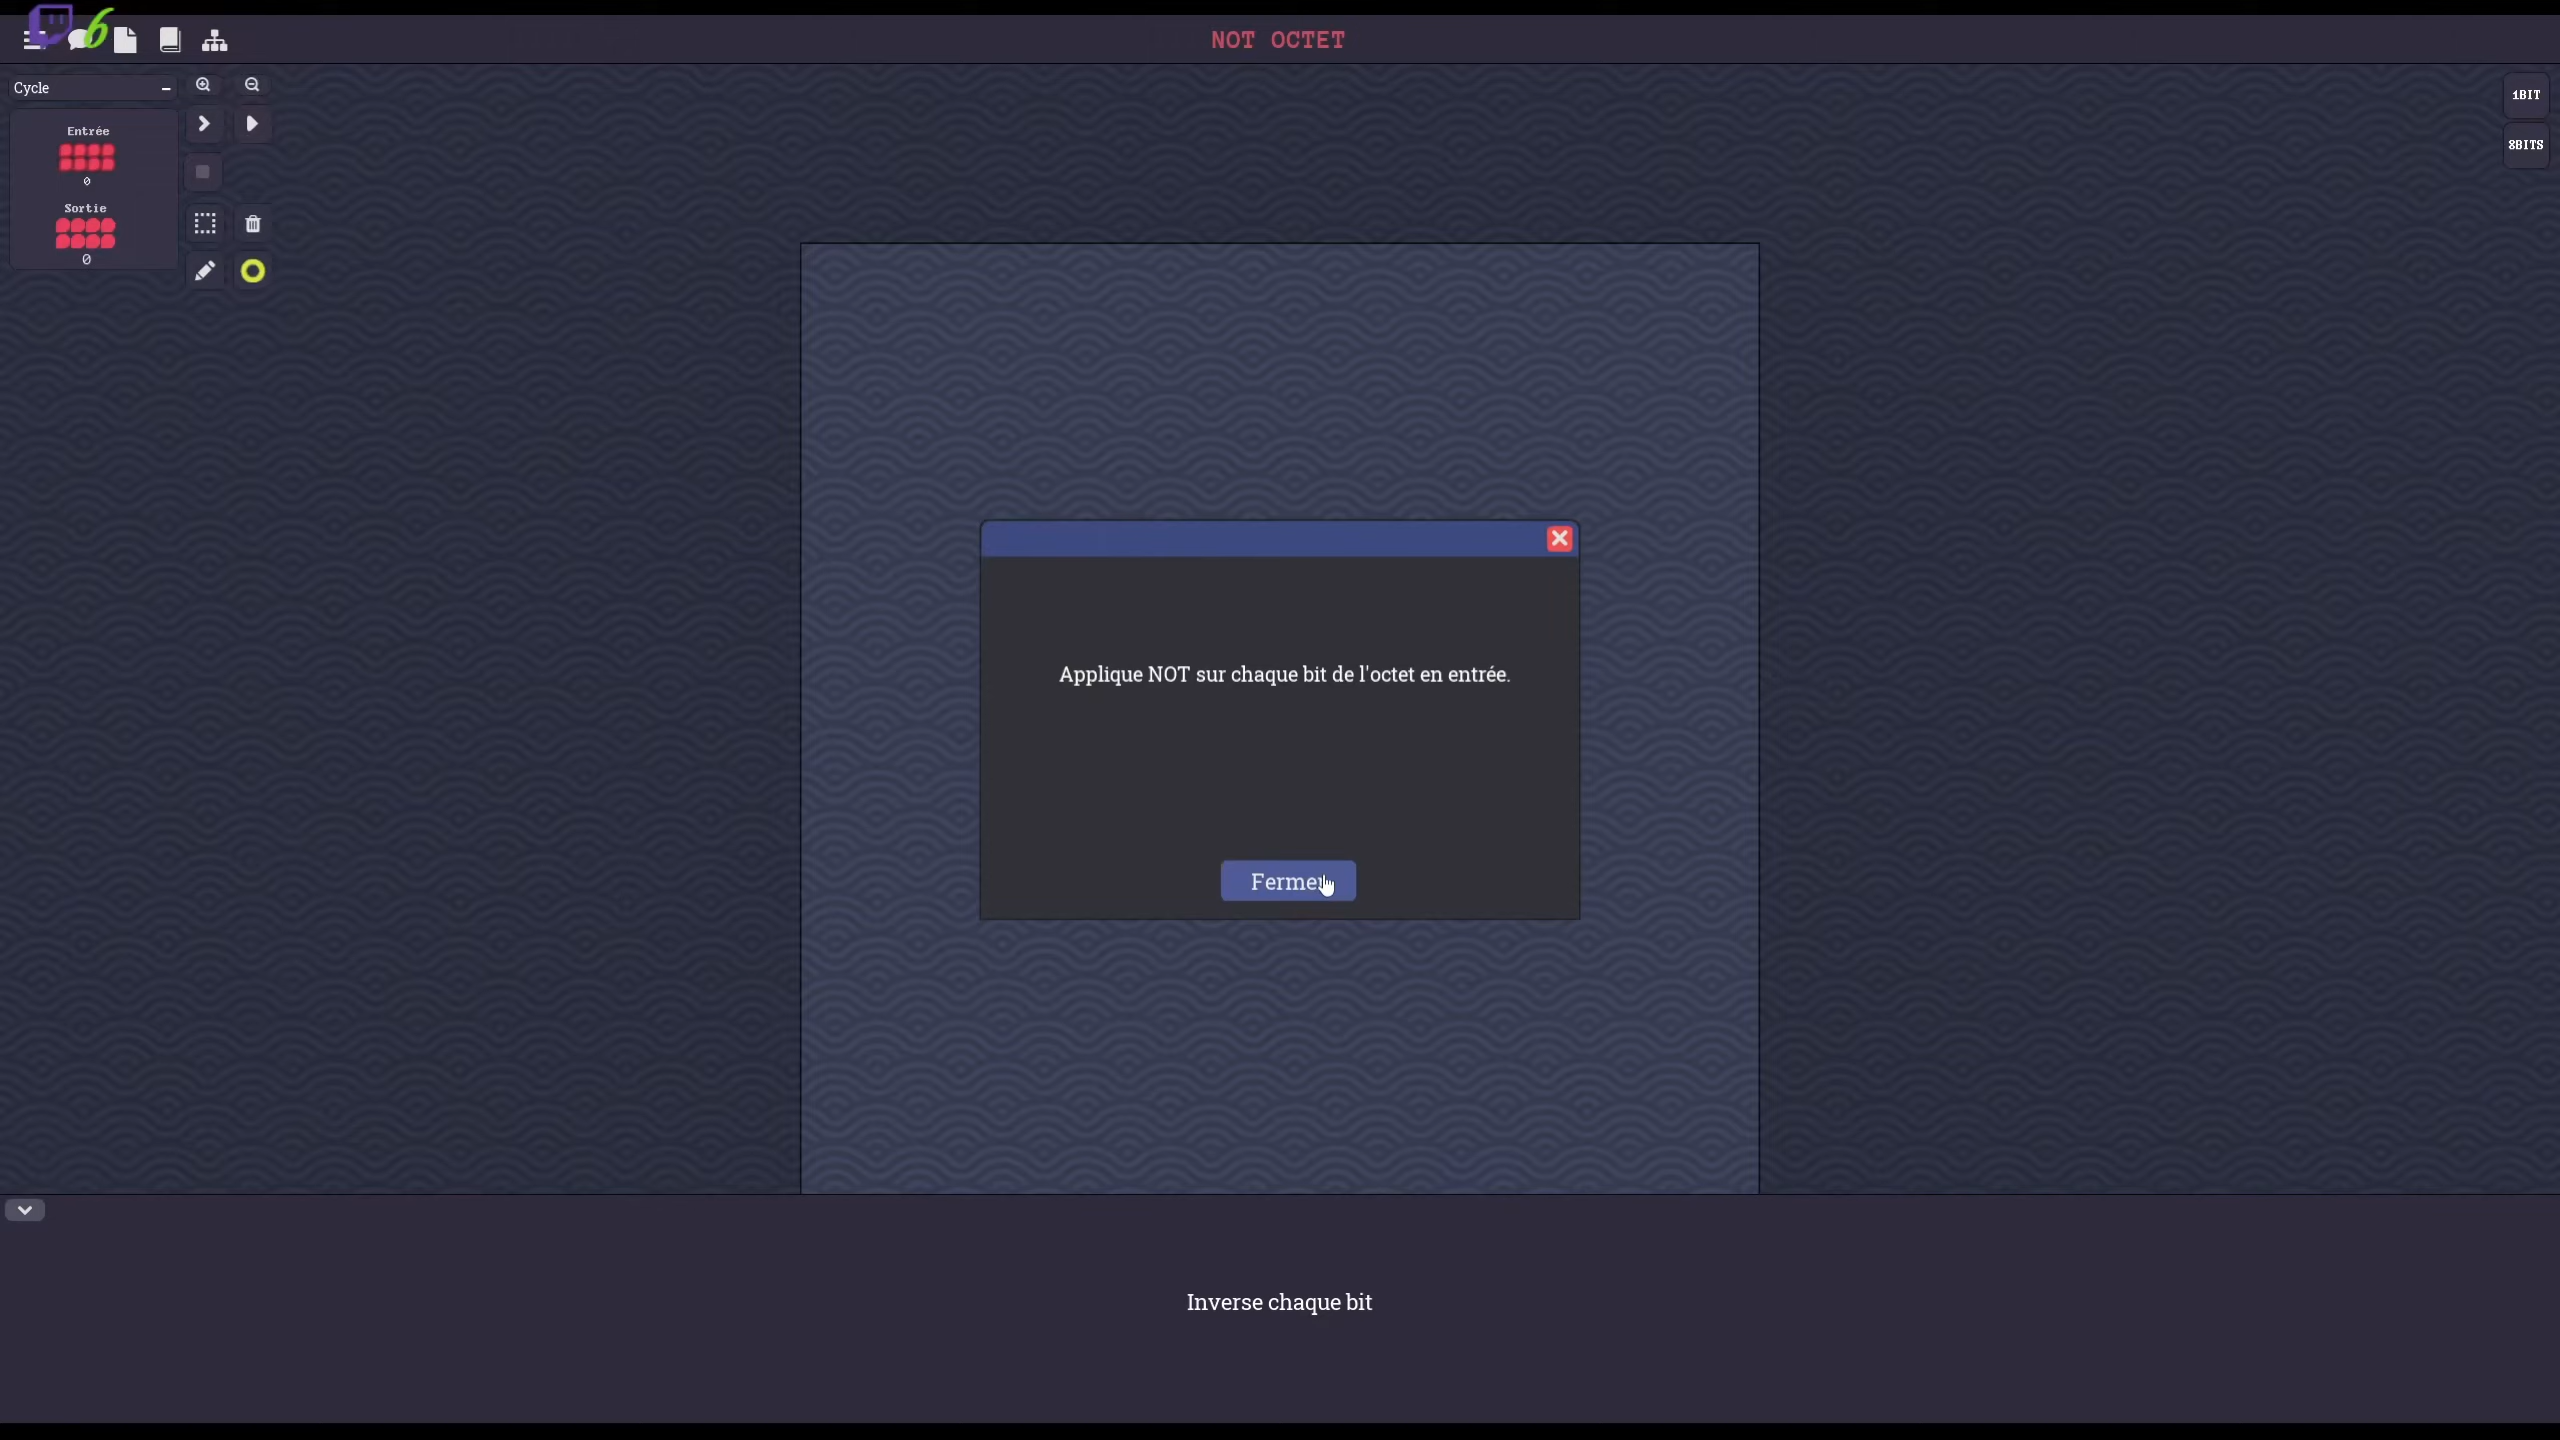 6
NOT OCTET
Cycle
Entrée
0
Sortie
0
1BIT
8BITS
Applique NOT sur chaque bit de l'octet en entrée.
Fermer
Inverse chaque bit